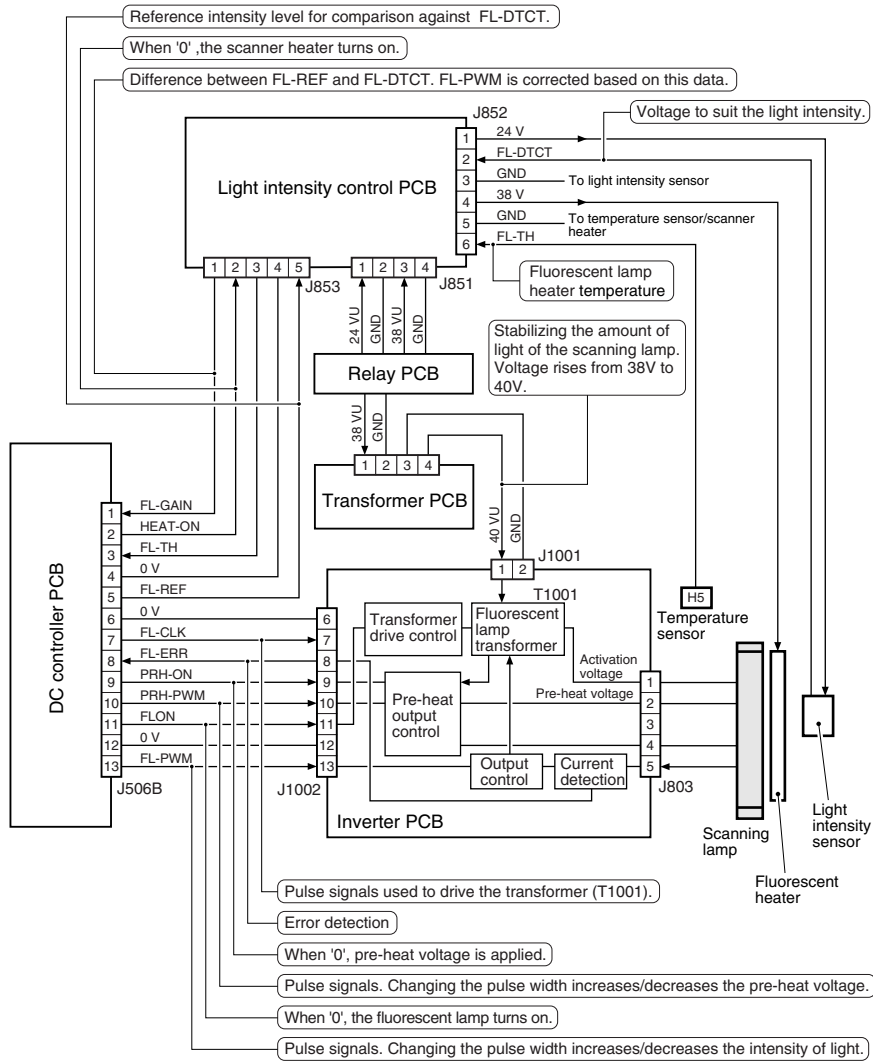 Reference intensity level for comparison against FL-DTCT.
When '0' ,the scanner heater turns on.
Difference between FL-REF and FL-DTCT. FL-PWM is corrected based on this data.
Voltage to suit the light intensity.
J852
Light intensity control PCB
1 24 V
2 FL-DTCT
3 GND To light intensity sensor
4 38 V
5 GND To temperature sensor/scanner
heater
6 FL-TH
Fluorescent lamp
heater temperature
1 2 3 4 5
J853
1 2 3 4
J851
24 VU
GND
38 VU
GND
Stabilizing the amount of
light of the scanning lamp.
Voltage rises from 38V to
40V.
Relay PCB
38 VU
GND
1 2 3 4
Transformer PCB
40 VU
GND
J1001
1 2
DC controller PCB
1 FL-GAIN
2 HEAT-ON
3 FL-TH
4 0 V
5 FL-REF
6 0 V
7 FL-CLK
8 FL-ERR
9 PRH-ON
10 PRH-PWM
11 FLON
12 0 V
13 FL-PWM
J506B
6
7
8
9
10
11
12
13
J1002
T1001
Transformer
drive control
Fluorescent
lamp
transformer
Activation
voltage
Pre-heat voltage
Pre-heat
output
control
Output
control
Current
detection
1
2
3
4
5
J803
Inverter PCB
H5
Temperature
sensor
Scanning
lamp
Light
intensity
sensor
Fluorescent
heater
Pulse signals used to drive the transformer (T1001).
Error detection
When '0', pre-heat voltage is applied.
Pulse signals. Changing the pulse width increases/decreases the pre-heat voltage.
When '0', the fluorescent lamp turns on.
Pulse signals. Changing the pulse width increases/decreases the intensity of light.